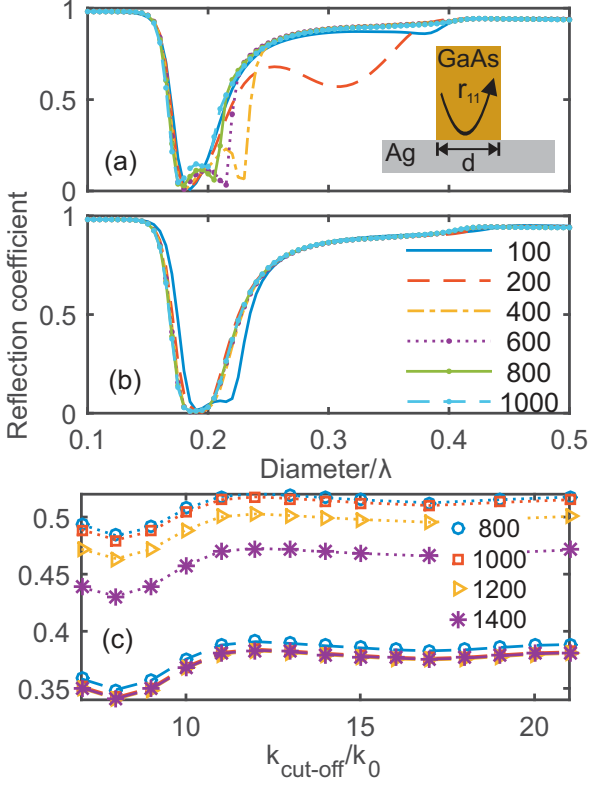 1
0.5
0
(a)
GaAs
r11
Ag
d
Reflection coefficient
1
0.5
0
(b)
100
200
400
600
800
1000
0.1 0.2 0.3 0.4 0.5
Diameter/λ
0.5
0.45
0.4
0.35
(c)
800
1000
1200
1400
10 15 20
kcut-off/k0